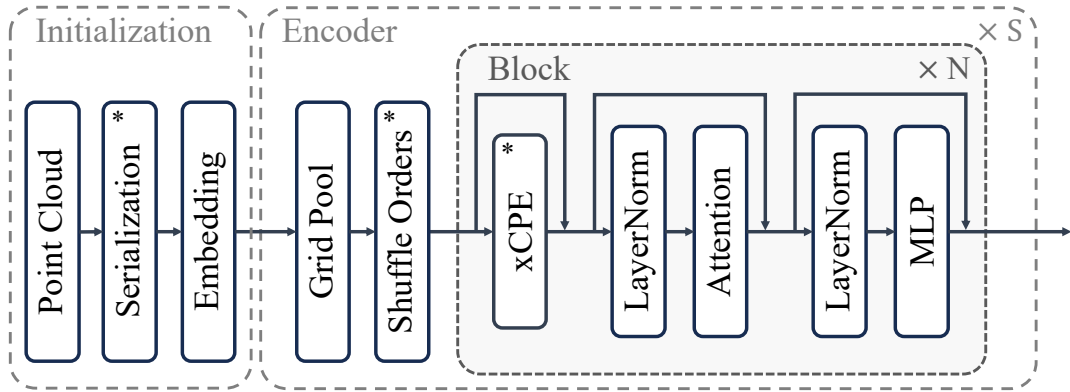 Initialization
Encoder
× S
Block
× N
Point Cloud
Serialization *
Embedding
Grid Pool
Shuffle Orders *
xCPE *
LayerNorm
Attention
LayerNorm
MLP